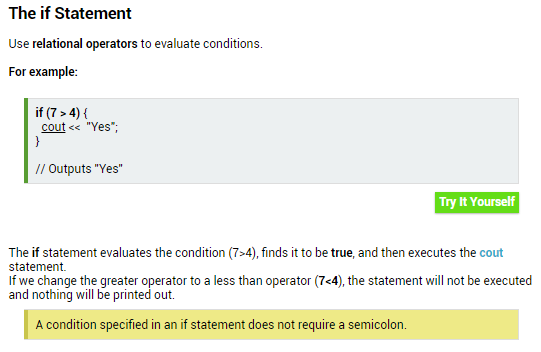 The if Statement
Use relational operators to evaluate conditions.
For example:
if (7 > 4) {
cout << "Yes";
}
// Outputs "Yes"
Try It Yourself
The if statement evaluates the condition (7>4), finds it to be true, and then executes the cout
statement.
If we change the greater operator to a less than operator (7<4), the statement will not be executed
and nothing will be printed out.
A condition specified in an if statement does not require a semicolon.